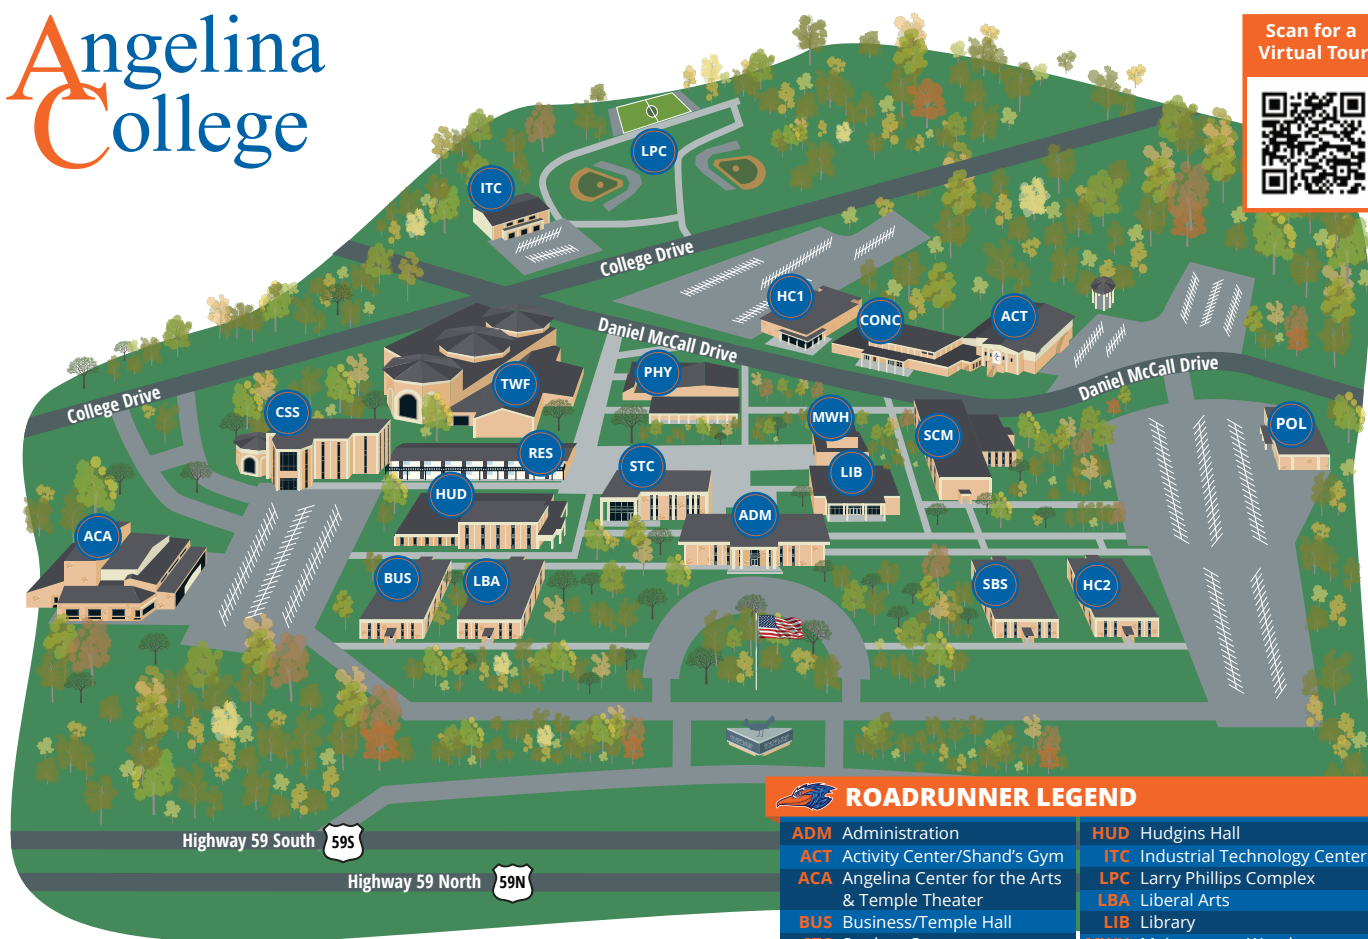 Angelina
College
Scan for a
Virtual Tour
LPC
ITC
College Drive
HC1
CONC
ACT
Daniel McCall Drive
Daniel McCall Drive
College Drive
TWF
PHY
CSS
MWH
SCM
POL
RES
STC
LIB
HUD
ADM
ACA
BUS
LBA
SBS
HC2
ROADRUNNER LEGEND
ADM Administration
ACT Activity Center/Shand's Gym
ACA Angelina Center for the Arts
& Temple Theater
BUS Business/Temple Hall
HUD Hudgins Hall
ITC Industrial Technology Center
LPC Larry Phillips Complex
LBA Liberal Arts
LIB Library
Highway 59 South 59S
Highway 59 North 59N